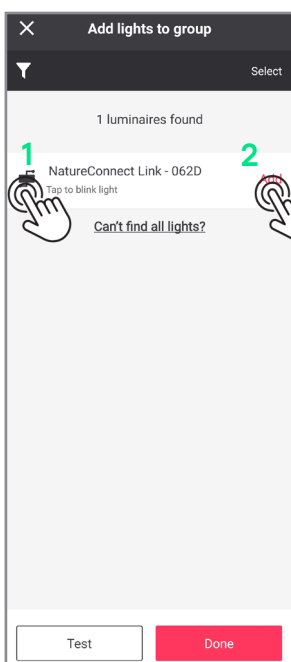 Add lights to group
Select
1 luminaires found
1
2
NatureConnect Link - 062D
Add
Tap to blink light
Can't find all lights?
Test
Done